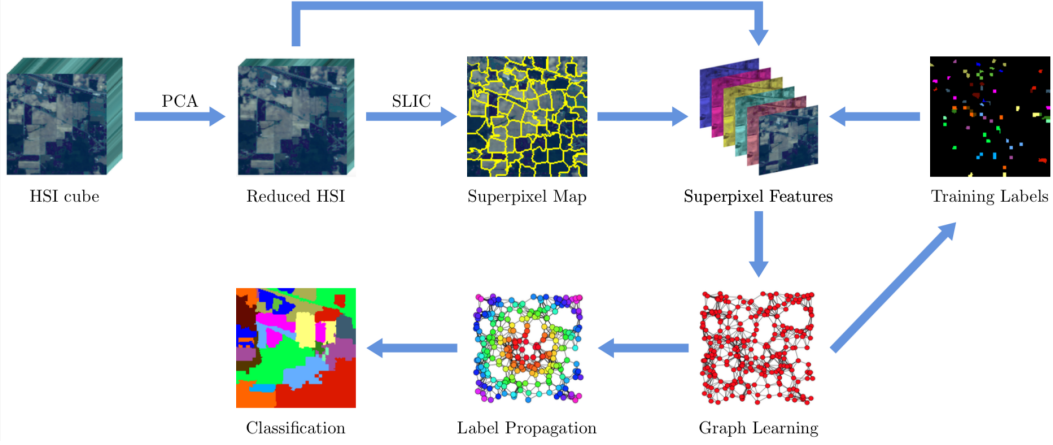 PCA
SLIC
HSI cube
Reduced HSI
Superpixel Map
Superpixel Features
Training Labels
Classification
Label Propagation
Graph Learning